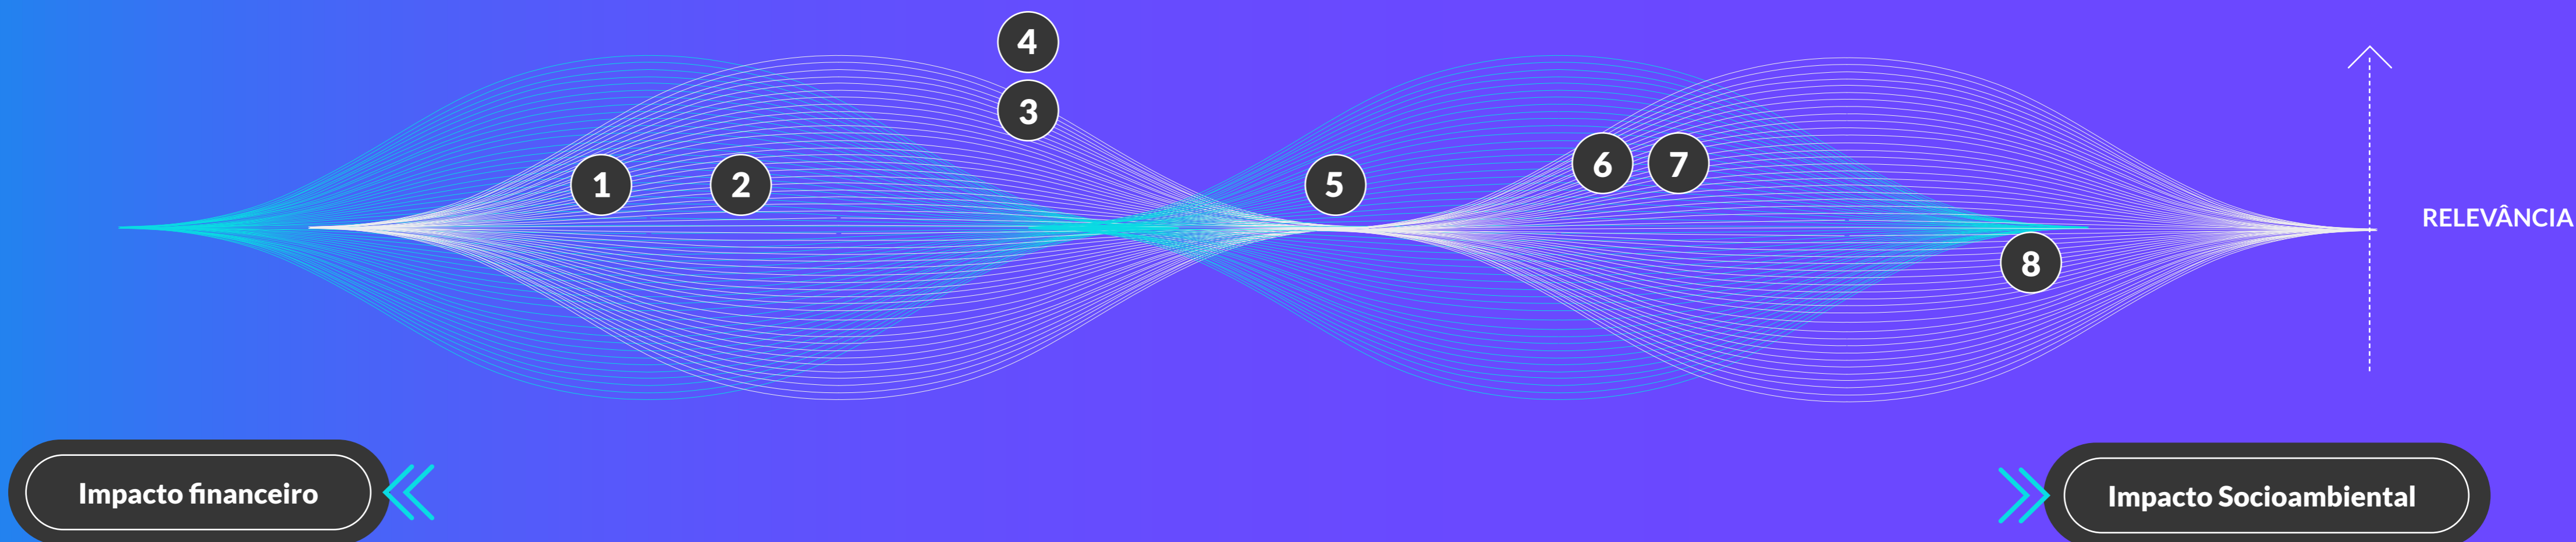 4
3
1
2
5
6
7
8
RELEVÂNCIA
Impacto financeiro
Impacto Socioambiental